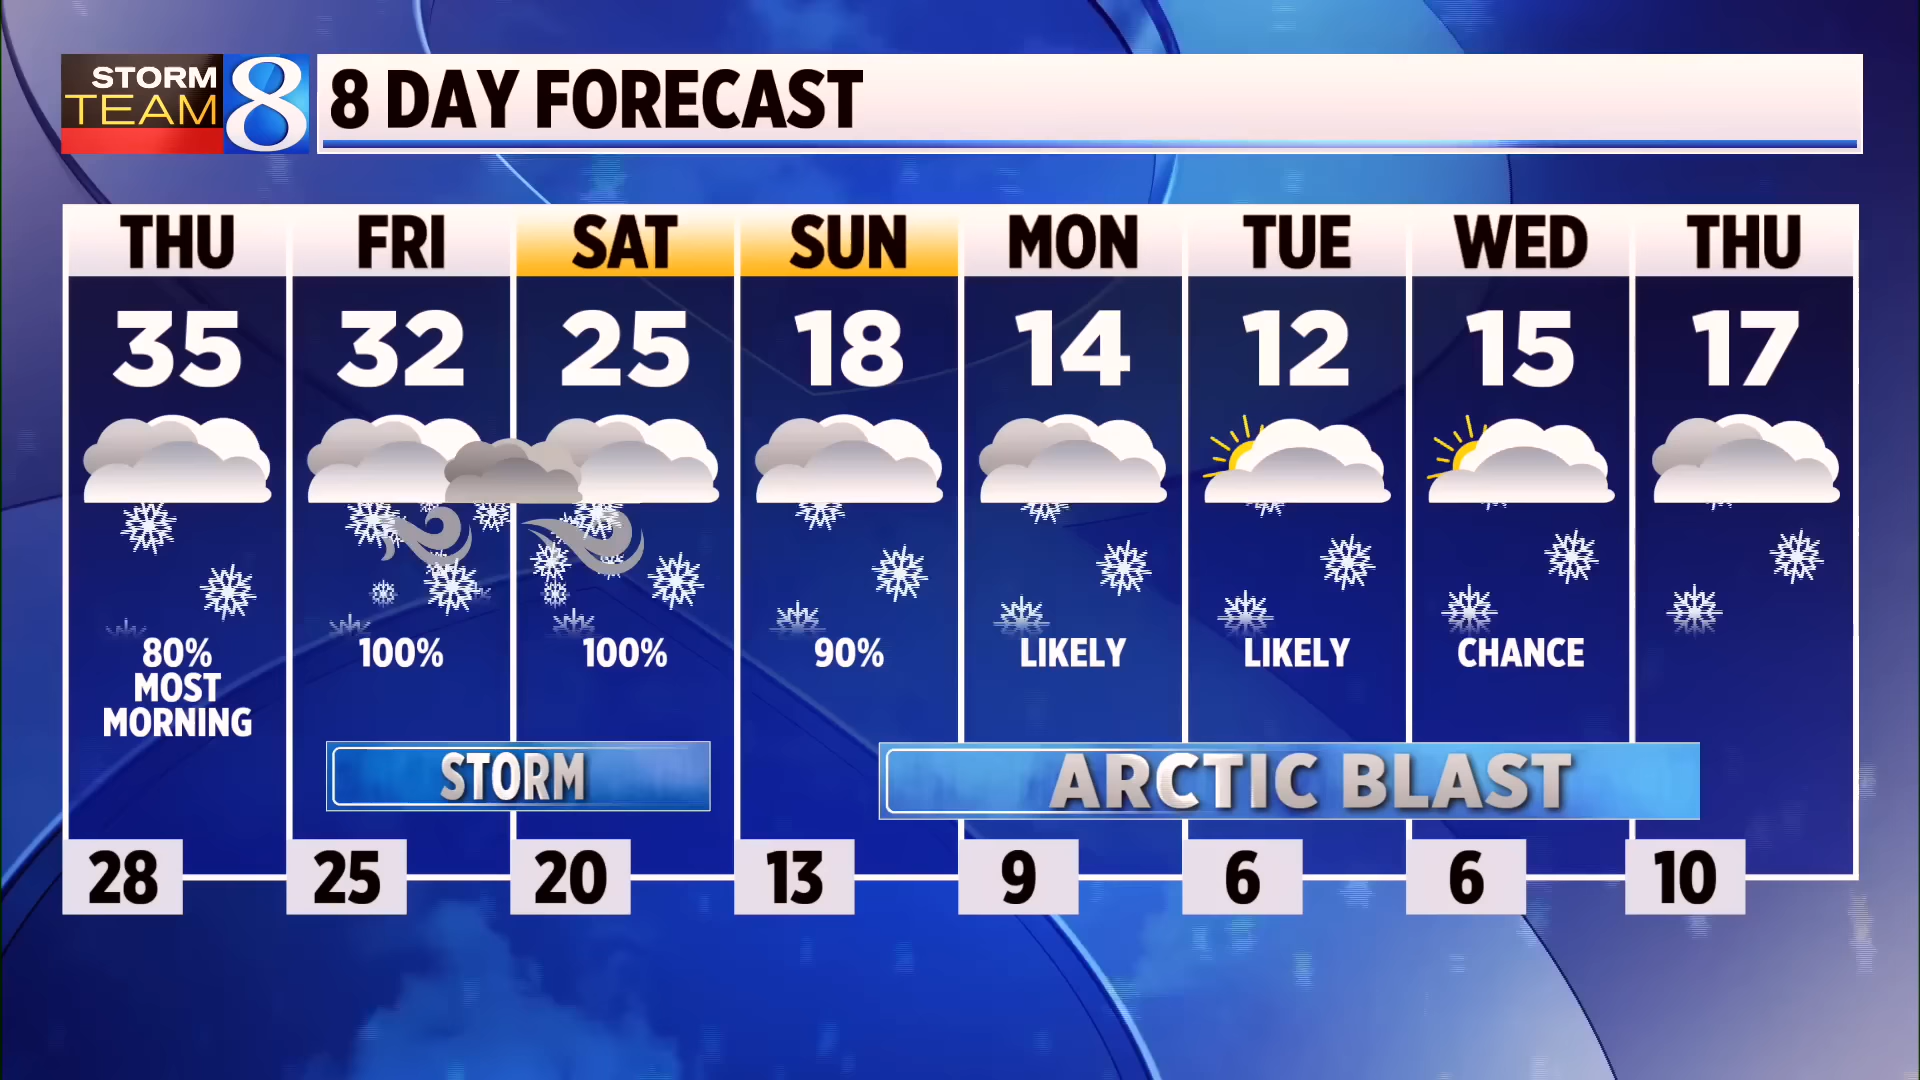 STORM
TEAM
8
8 DAY FORECAST
THU FRI SAT SUN MON TUE WED THU
35 32 25 18 14 12 15 17
80% 100% 100% 90% LIKELY LIKELY CHANCE
MOST
MORNING
STORM ARCTIC BLAST
28 25 20 13 9 6 6 10